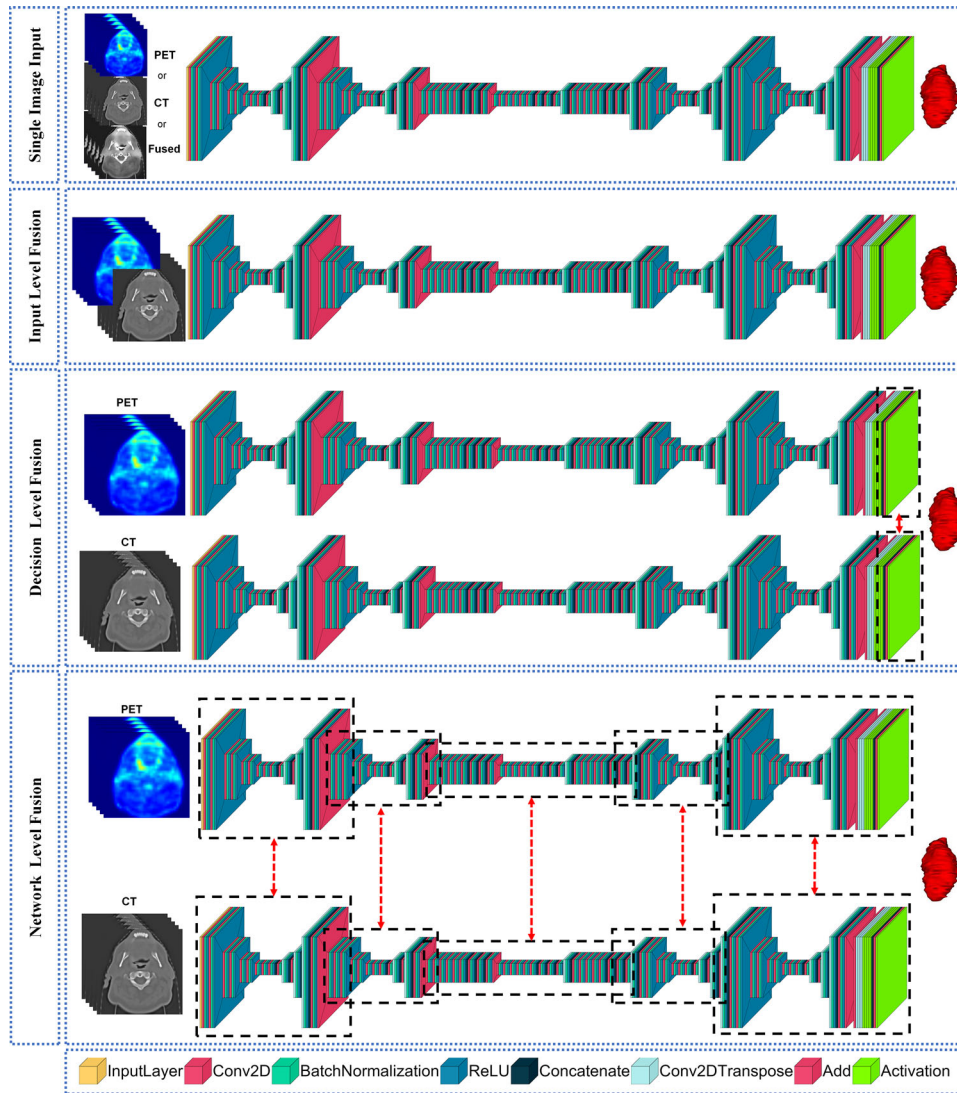 Single Image Input
PET
or
CT
or
Fused
Input Level Fusion
Decision Level Fusion
PET
CT
Network Level Fusion
PET
CT
InputLayer Conv2D BatchNormalization ReLU Concatenate Conv2DTranspose Add Activation